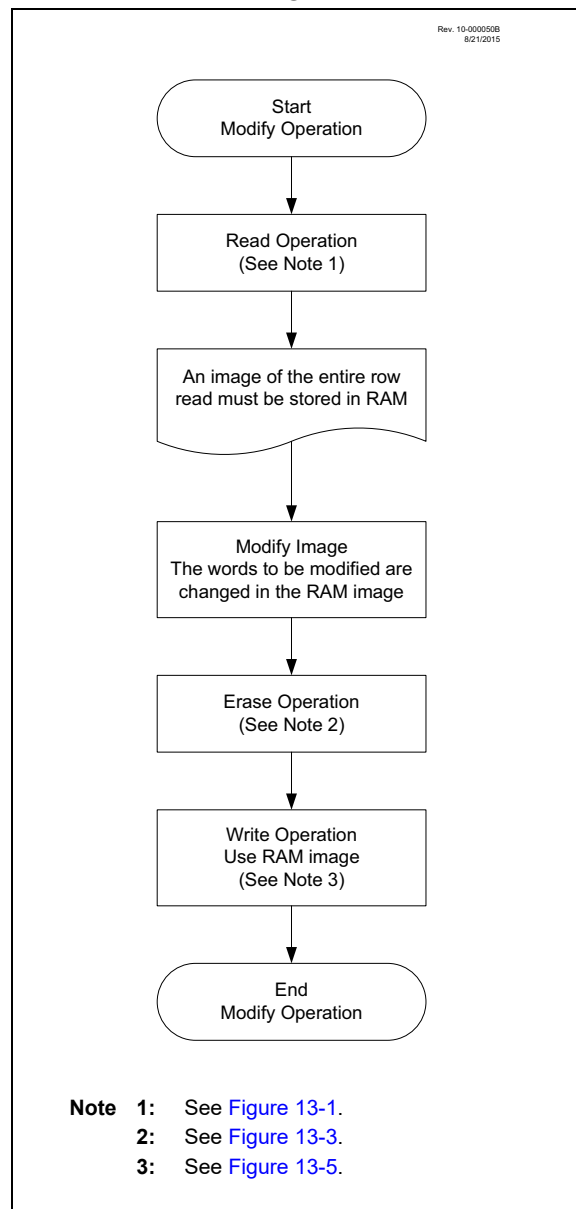 Rev. 10-000050B
8/21/2015
Start
Modify Operation
Read Operation
(See Note 1)
An image of the entire row
read must be stored in RAM
Modify Image
The words to be modified are
changed in the RAM image
Erase Operation
(See Note 2)
Write Operation
Use RAM image
(See Note 3)
End
Modify Operation
Note 1: See Figure 13-1.
2: See Figure 13-3.
3: See Figure 13-5.